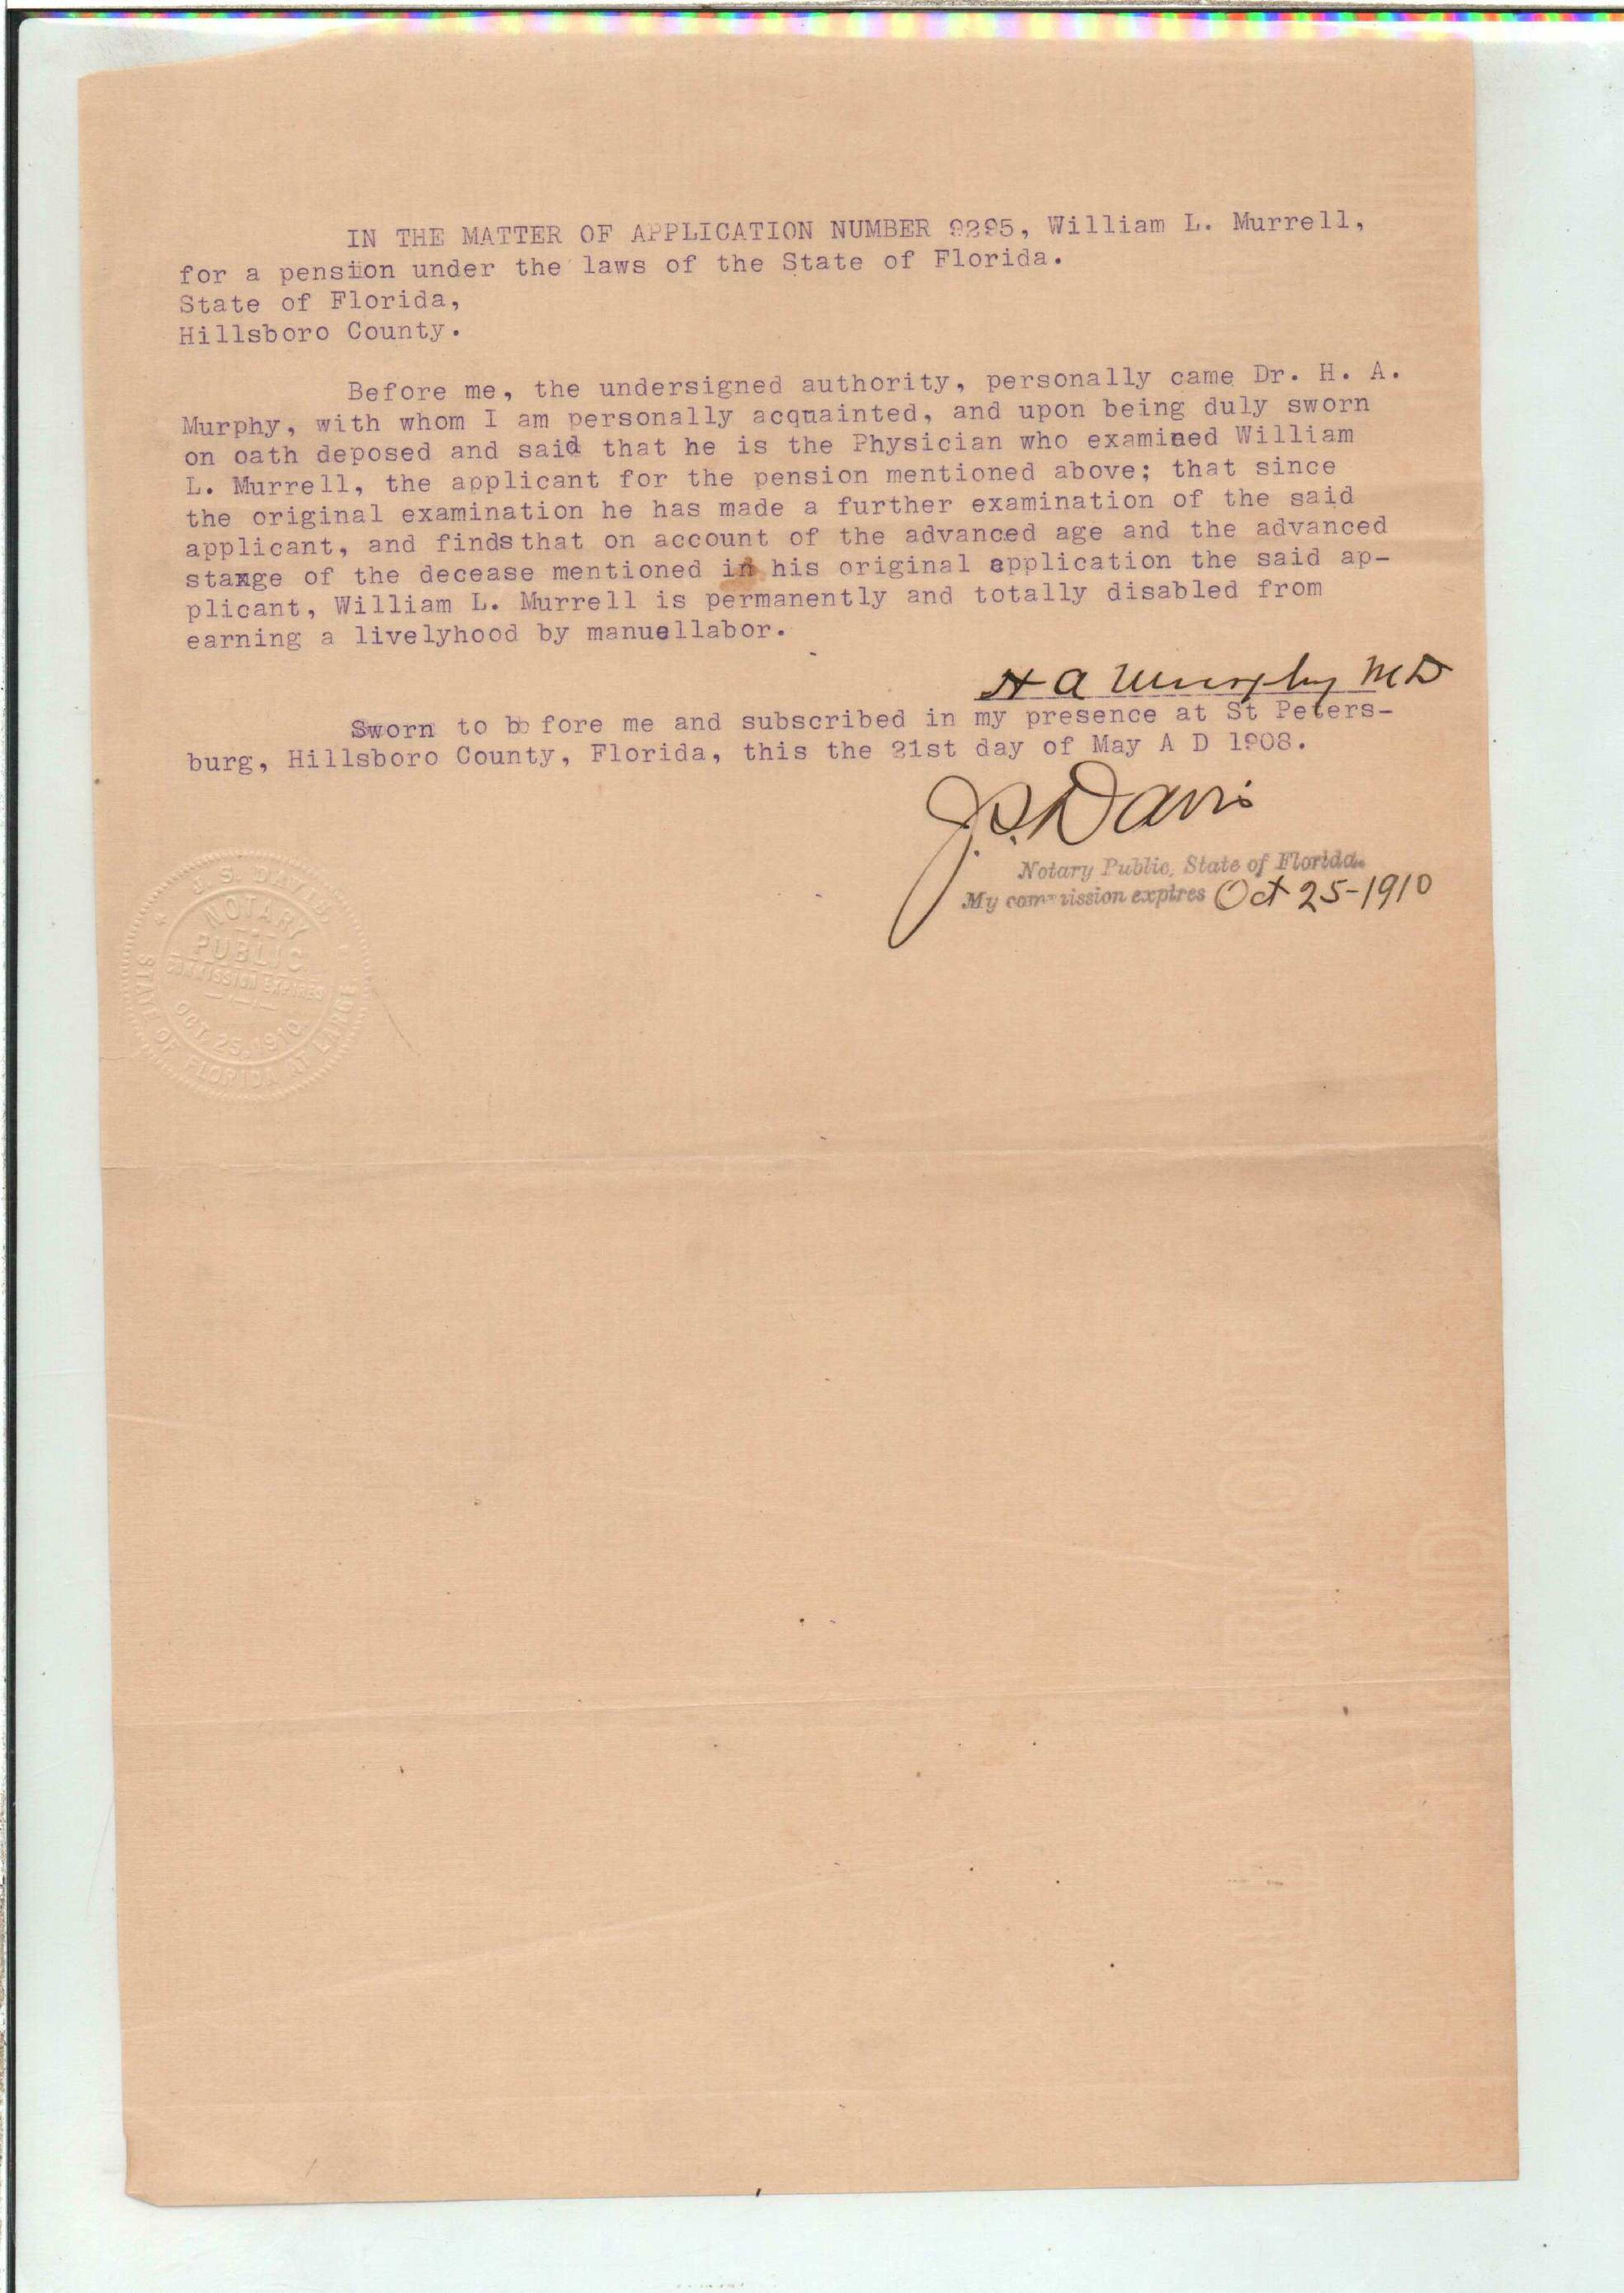 IN THE MATTER OF APPLICATION NUMBER 9295, William L. Murrell,
for a pension under the laws of the State of Florida.
State of Florida,
Hillsboro County.
Before me, the undersigned authority, personally came Dr. H. A.
Murphy, with whom I am personally acquainted, and upon being duly sworn
on oath deposed and said that he is the Physician who examined William
L. Murrell, the applicant for the pension mentioned above; that since
the original examination he has made a further examination of the said
applicant, and finds that on account of the advanced age and the advanced
stange of the decease mentioned in his original application the said ap-
plicant, William L. Murrell is permanently and totally disabled from
earning a livelyhood by manuellabor.
H A Murphy MD
Sworn to be fore me and subscribed in my presence at St Peters-
burg, Hillsboro County, Florida, this the 21st day of May A D 1908.
J. S. Davis
Notary Public, State of Florida.
My commission expires Oct 25-1910
J. S. DAVIS
NOTARY
PUBLIC
COMMISSION EXPIRES
OCT. 25, 1910
STATE OF FLORIDA AT LARGE